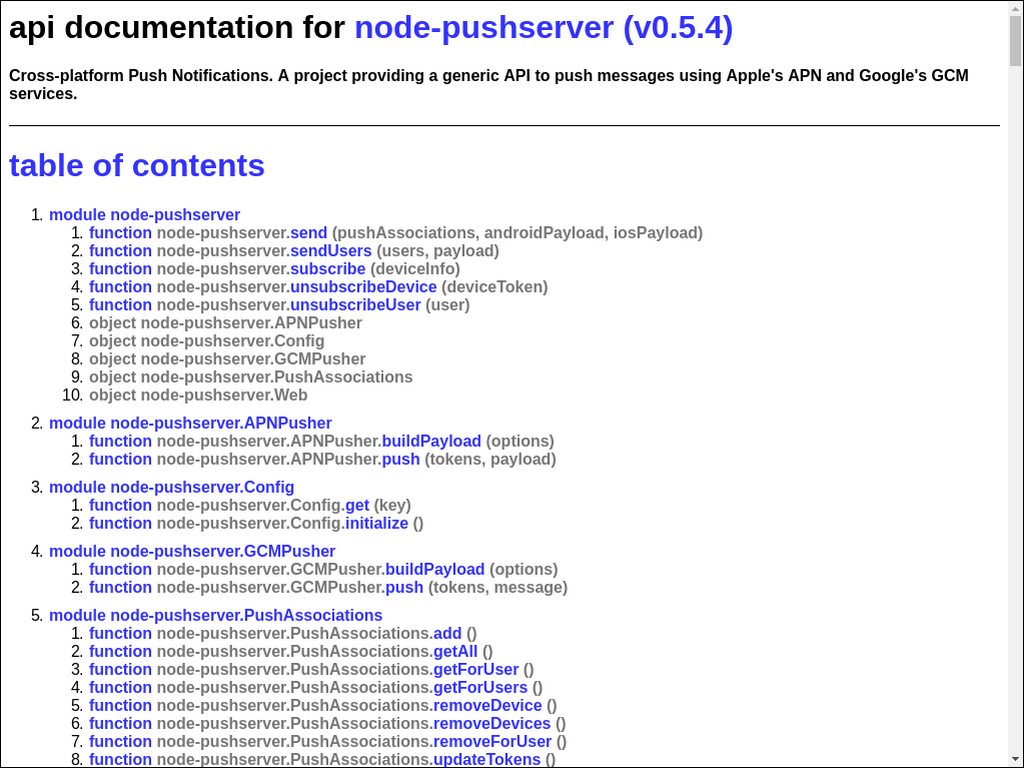 api documentation for node-pushserver (v0.5.4)
Cross-platform Push Notifications. A project providing a generic API to push messages using Apple's APN and Google's GCM
services.
table of contents
1. module node-pushserver
1. function node-pushserver.send (pushAssociations, androidPayload, iosPayload)
2. function node-pushserver.sendUsers (users, payload)
3. function node-pushserver.subscribe (deviceInfo)
4. function node-pushserver.unsubscribeDevice (deviceToken)
5. function node-pushserver.unsubscribeUser (user)
6. object node-pushserver.APNPusher
7. object node-pushserver.Config
8. object node-pushserver.GCMPusher
9. object node-pushserver.PushAssociations
10. object node-pushserver.Web
2. module node-pushserver.APNPusher
1. function node-pushserver.APNPusher.buildPayload (options)
2. function node-pushserver.APNPusher.push (tokens, payload)
3. module node-pushserver.Config
1. function node-pushserver.Config.get (key)
2. function node-pushserver.Config.initialize ()
4. module node-pushserver.GCMPusher
1. function node-pushserver.GCMPusher.buildPayload (options)
2. function node-pushserver.GCMPusher.push (tokens, message)
5. module node-pushserver.PushAssociations
1. function node-pushserver.PushAssociations.add ()
2. function node-pushserver.PushAssociations.getAll ()
3. function node-pushserver.PushAssociations.getForUser ()
4. function node-pushserver.PushAssociations.getForUsers ()
5. function node-pushserver.PushAssociations.removeDevice ()
6. function node-pushserver.PushAssociations.removeDevices ()
7. function node-pushserver.PushAssociations.removeForUser ()
8. function node-pushserver.PushAssociations.updateTokens ()